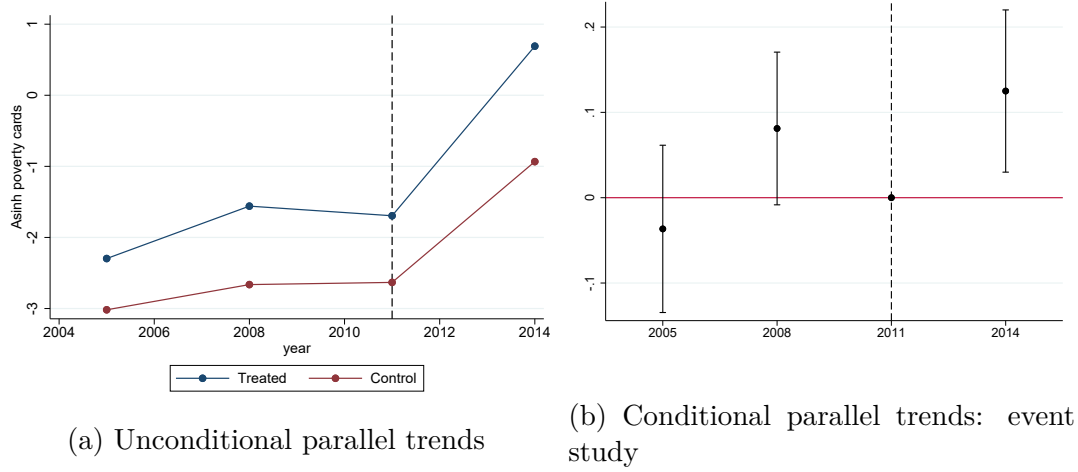 1
0
-1
-2
-3
Asinh poverty cards
2004 2006 2008 2010 2012 2014
year
Treated Control
(a) Unconditional parallel trends
.2
.1
0
-.1
2005 2008 2011 2014
(b) Conditional parallel trends: event
study